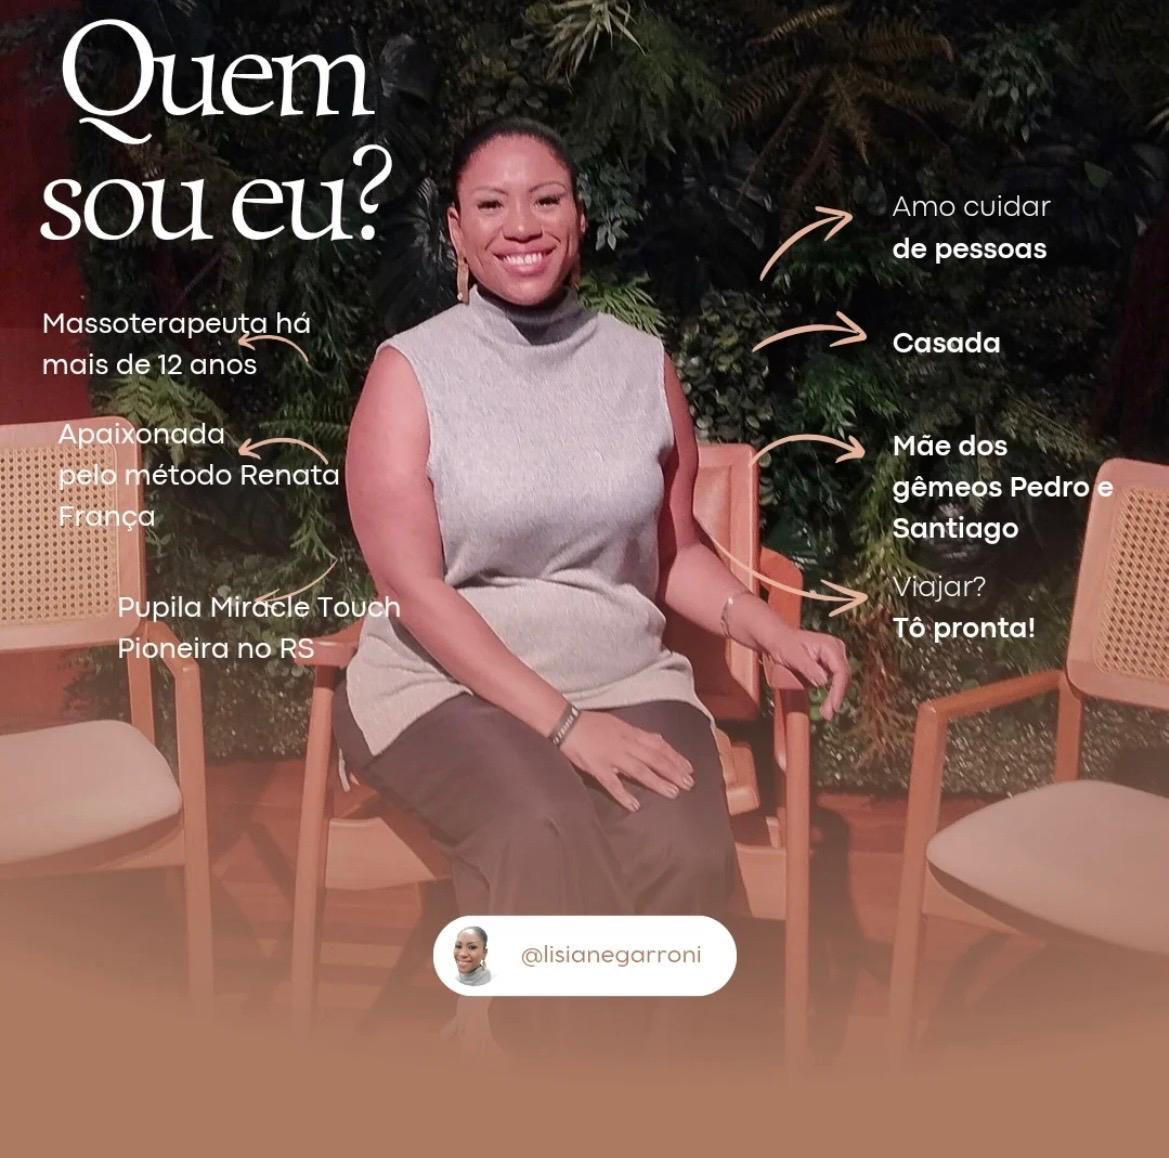 Quem
sou eu?
Massoterapeuta há
mais de 12 anos
Apaixonada
pelo método Renata
França
Pupila Miracle Touch
Pioneira no RS
Amo cuidar
de pessoas
Casada
Mãe dos
gêmeos Pedro e
Santiago
Viajar?
Tô pronta!
@lisianegarroni